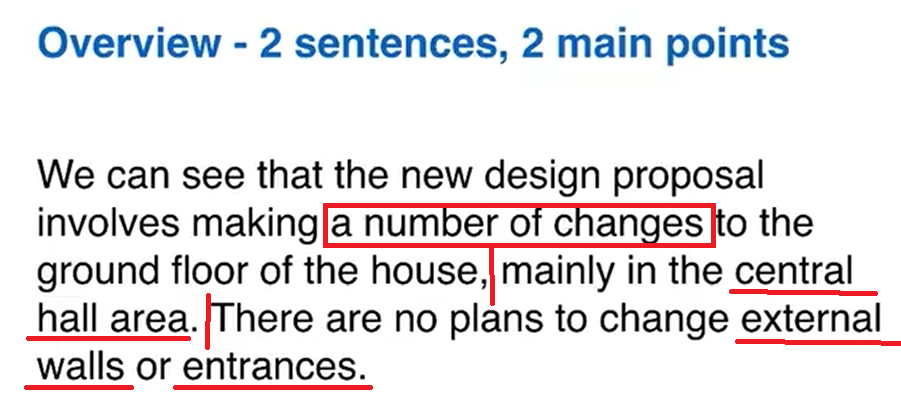 Overview - 2 sentences, 2 main points
We can see that the new design proposal
involves making a number of changes to the
ground floor of the house, mainly in the central
hall area. There are no plans to change external
walls or entrances.